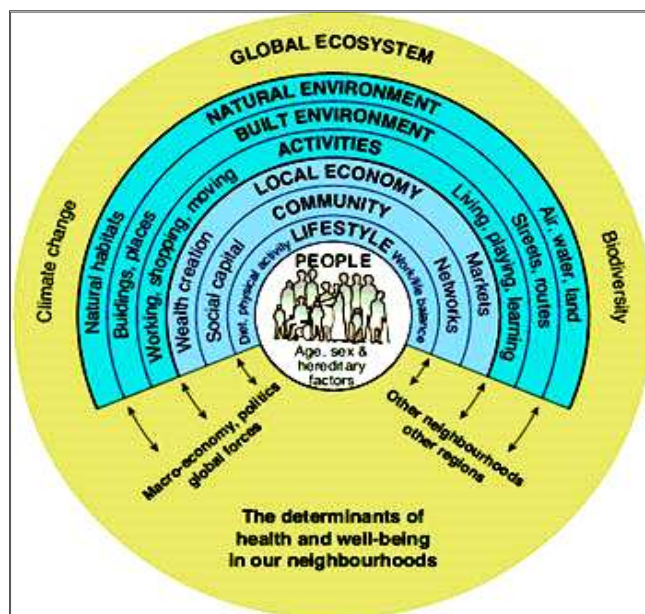 GLOBAL ECOSYSTEM
NATURAL ENVIRONMENT
BUILT ENVIRONMENT
ACTIVITIES
LOCAL ECONOMY
COMMUNITY
LIFESTYLE
PEOPLE
Age, sex &
hereditary
factors
Climate change
Natural habitats
Buildings, places
Working, shopping, moving
Wealth creation
Social capital
Diet, physical activity
Work/life balance
Networks
Markets
Living, playing, learning
Streets, routes
Air, water, land
Biodiversity
Macro-economy, politics
global forces
Other neighbourhoods
other regions
The determinants of
health and well-being
in our neighbourhoods